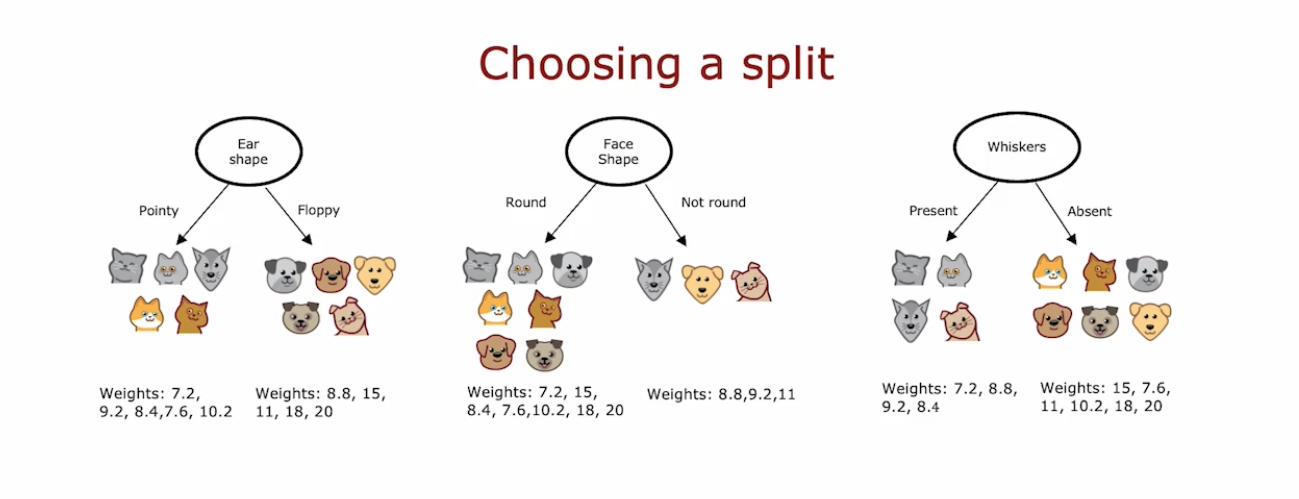 Choosing a split
Ear
shape
Pointy
Floppy
Weights: 7.2,
9.2, 8.4,7.6, 10.2
Weights: 8.8, 15,
11, 18, 20
Face
Shape
Round
Not round
Weights: 7.2, 15,
8.4, 7.6,10.2, 18, 20
Weights: 8.8,9.2,11
Whiskers
Present
Absent
Weights: 7.2, 8.8,
9.2, 8.4
Weights: 15, 7.6,
11, 10.2, 18, 20